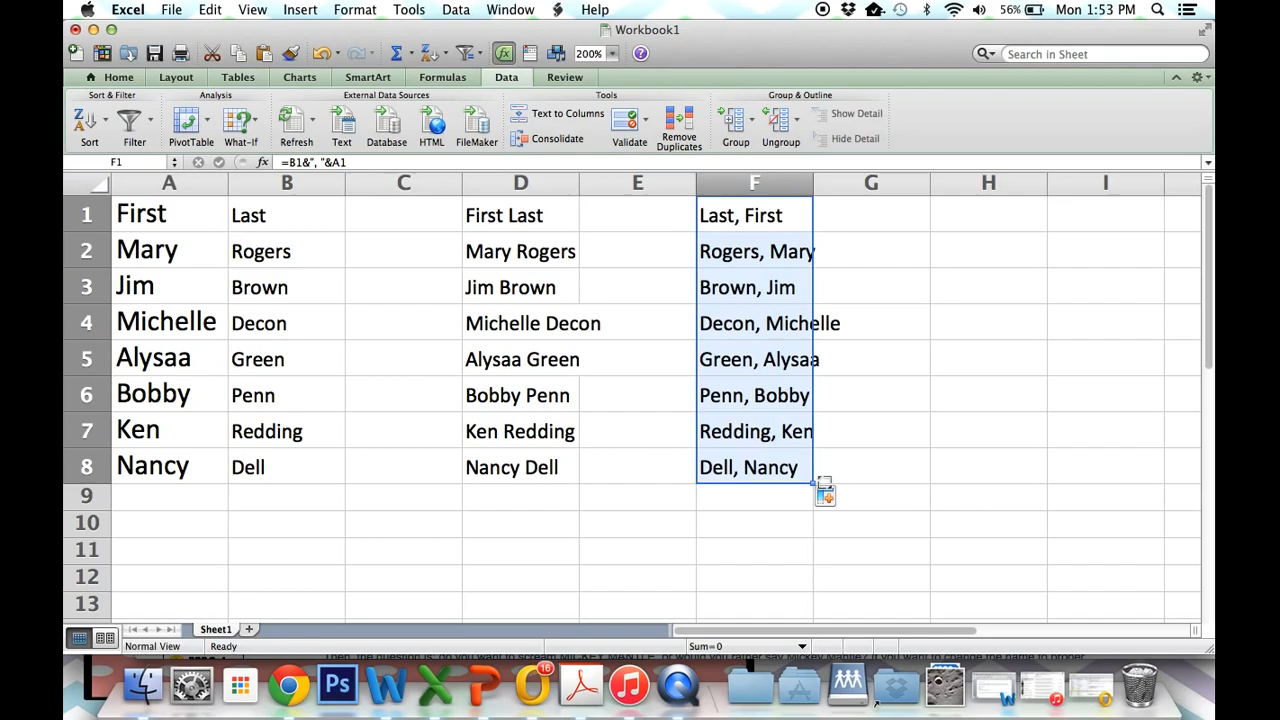 Excel File Edit View Insert Format Tools Data Window Help 56% Mon 1:53 PM
Workbook1
200% Search in Sheet
Home Layout Tables Charts SmartArt Formulas Data Review
Sort & Filter Analysis External Data Sources Tools Group & Outline
Text to Columns Show Detail
Consolidate Hide Detail
Sort Filter PivotTable What-If Refresh Text Database HTML FileMaker Validate Remove Duplicates Group Ungroup
F1 fx =B1&", "&A1
A B C D E F G H I
1 First Last First Last Last, First
2 Mary Rogers Mary Rogers Rogers, Mary
3 Jim Brown Jim Brown Brown, Jim
4 Michelle Decon Michelle Decon Decon, Michelle
5 Alysaa Green Alysaa Green Green, Alysaa
6 Bobby Penn Bobby Penn Penn, Bobby
7 Ken Redding Ken Redding Redding, Ken
8 Nancy Dell Nancy Dell Dell, Nancy
9
10
11
12
13
Sheet1
Normal View Ready Sum=0
16
Ps